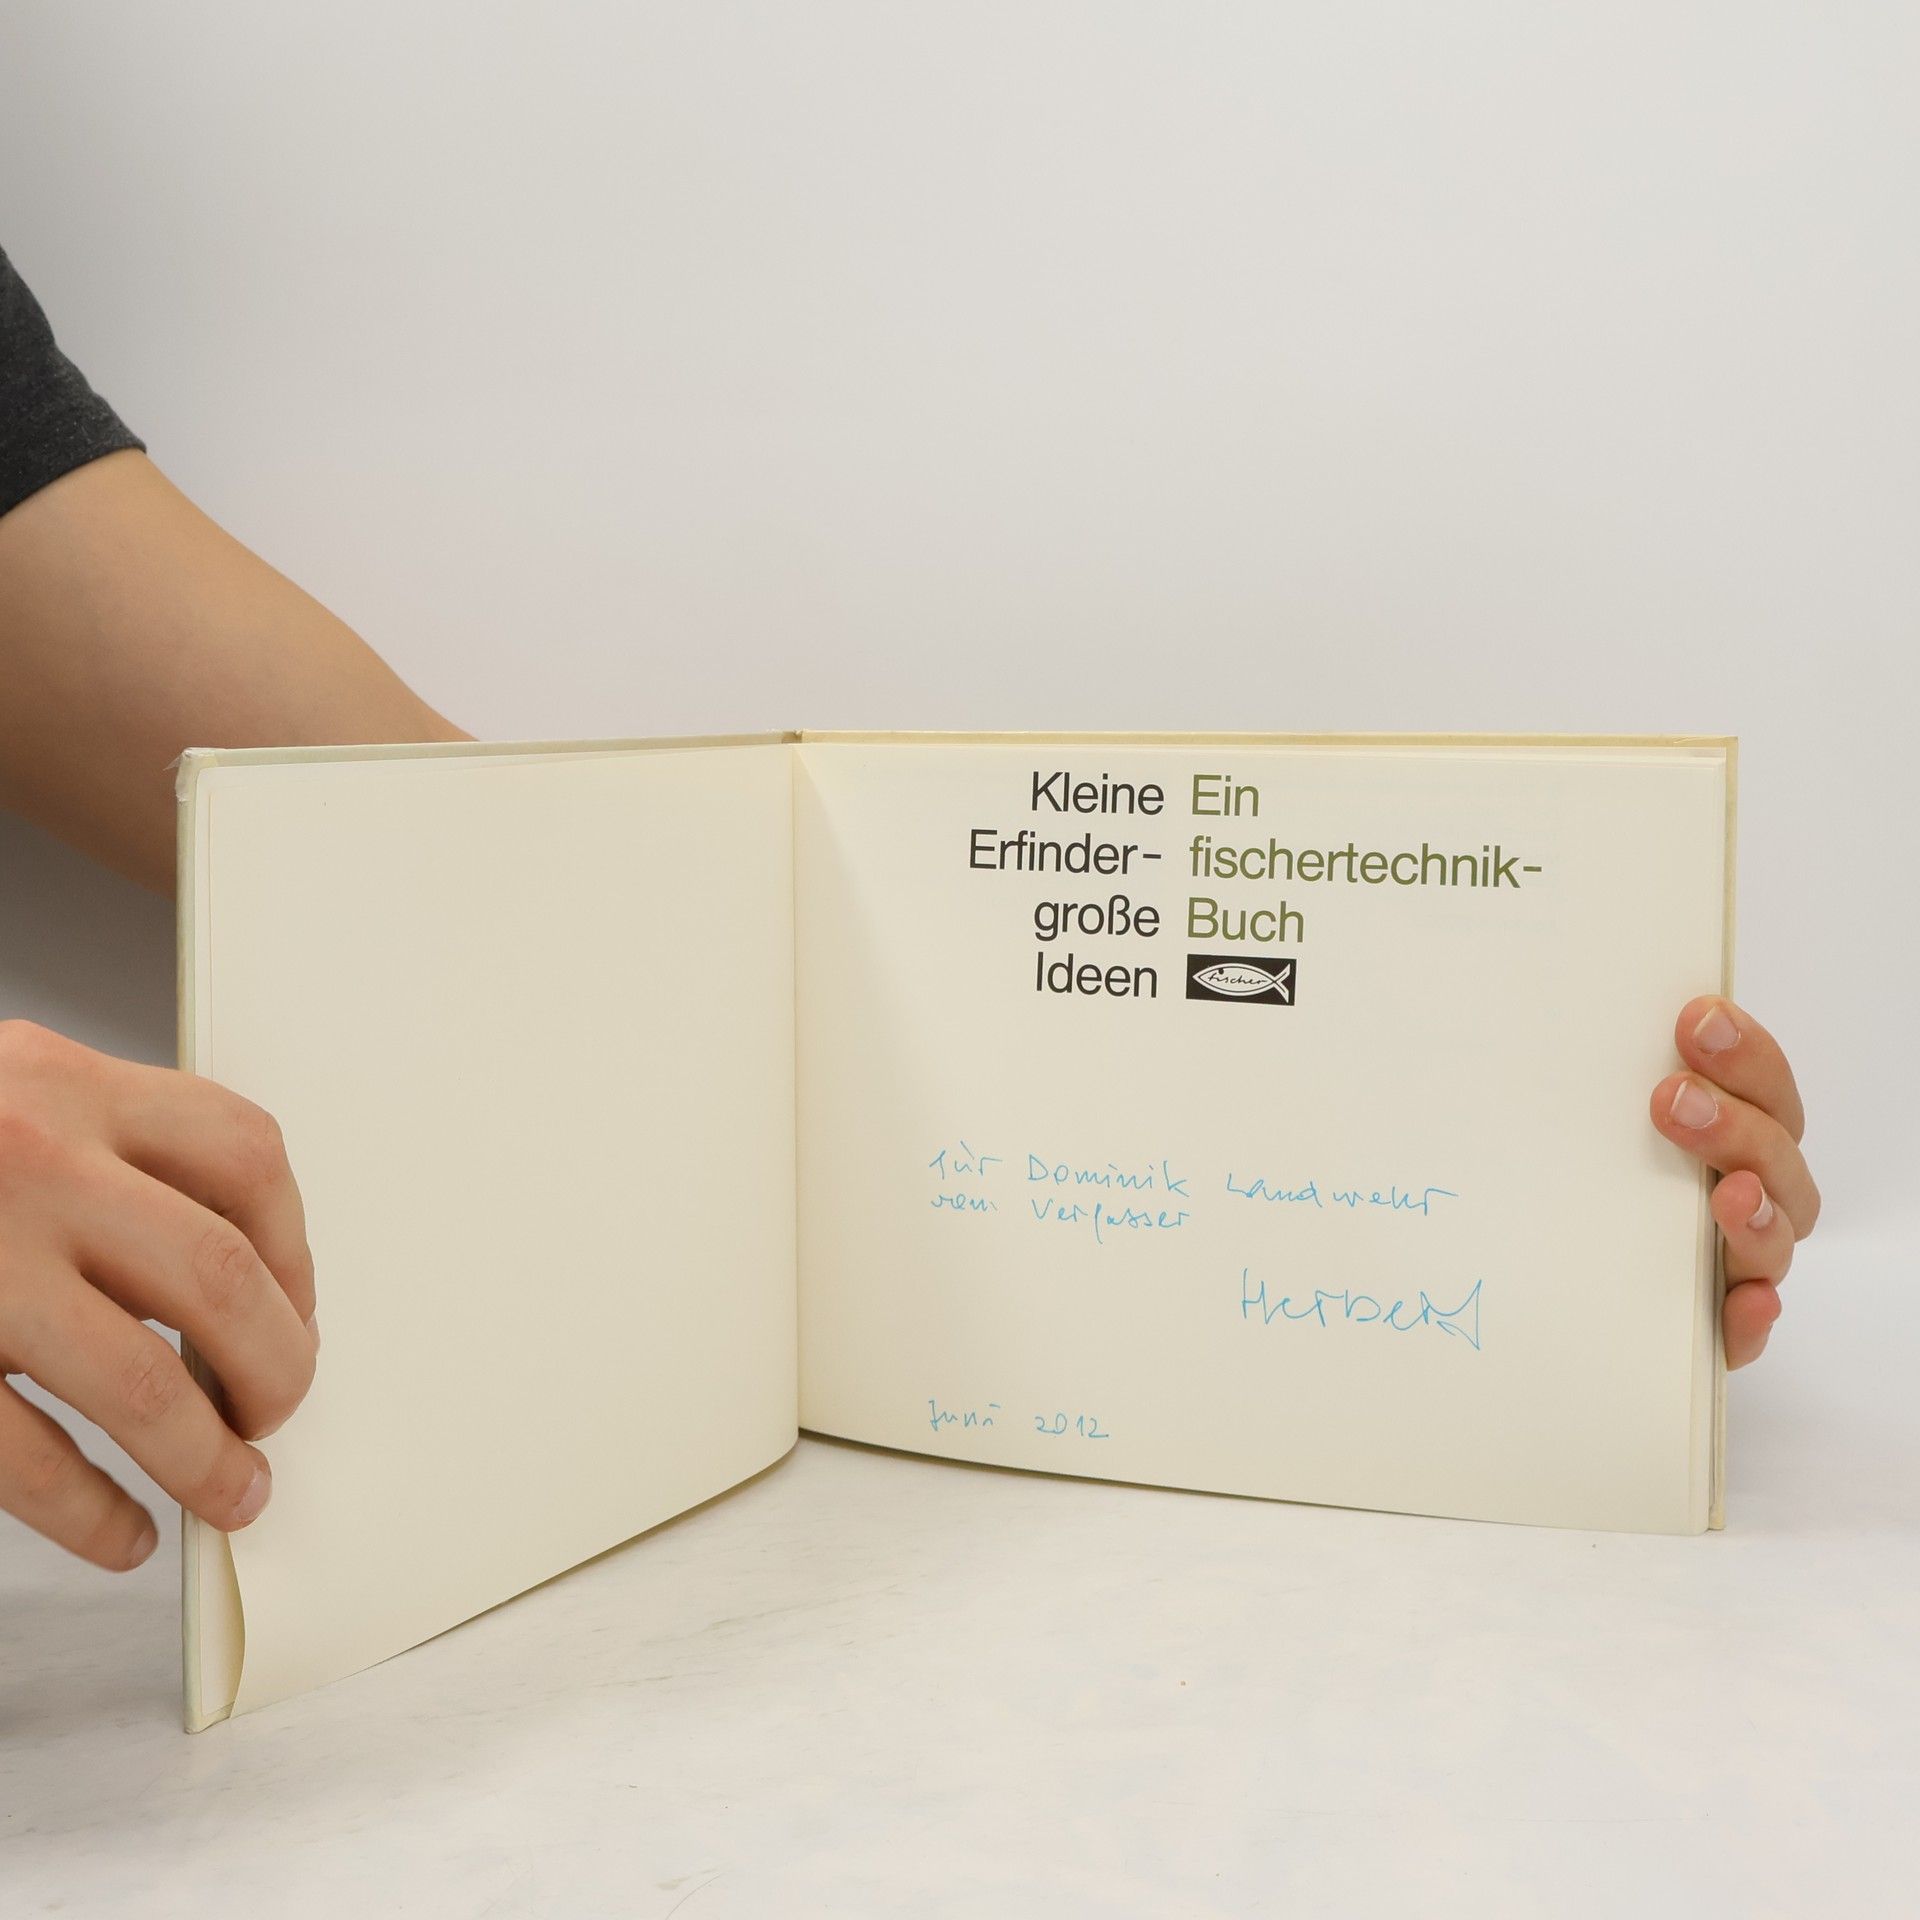 Kleine
Erfinder-
große
Ideen
Ein
fischertechnik-
Buch
fischer
für Dominik Landwehr
vom Verfasser
Herbert
Juni 2012